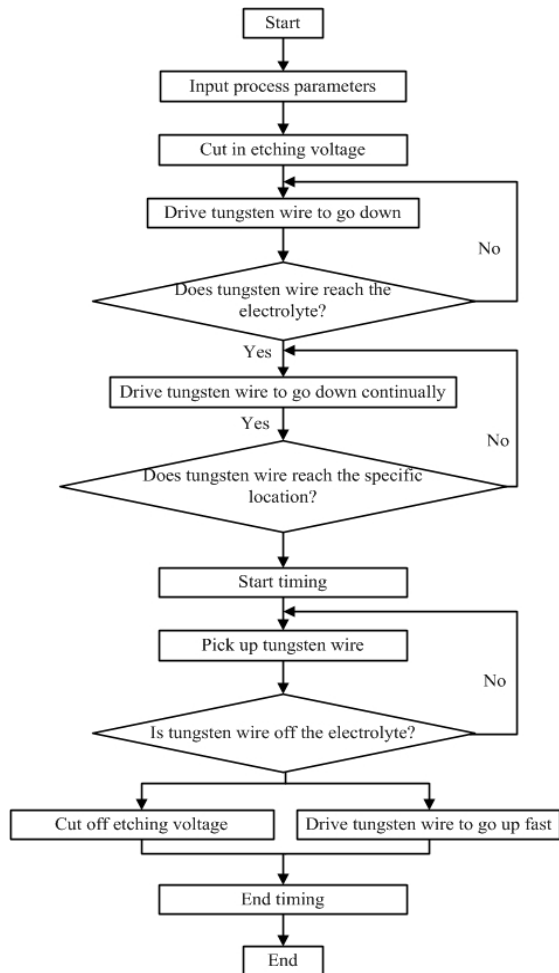 Start
Input process parameters
Cut in etching voltage
Drive tungsten wire to go down
No
Does tungsten wire reach the
electrolyte?
Yes
Drive tungsten wire to go down continually
Yes
No
Does tungsten wire reach the specific
location?
Start timing
Pick up tungsten wire
No
Is tungsten wire off the electrolyte?
Cut off etching voltage
Drive tungsten wire to go up fast
End timing
End